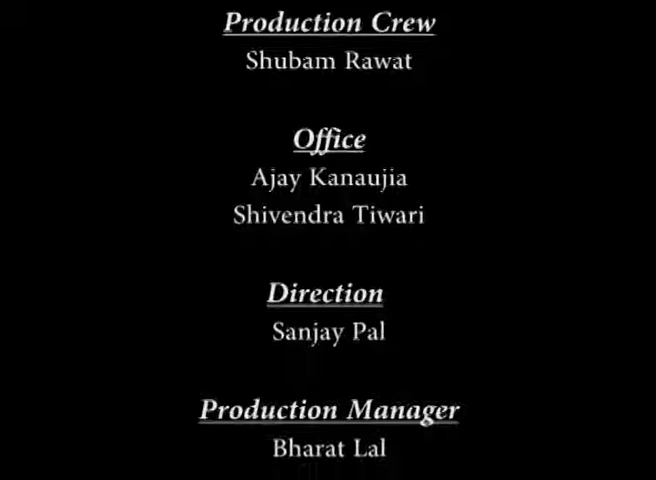 Production Crew
Shubam Rawat
Office
Ajay Kanaujia
Shivendra Tiwari
Direction
Sanjay Pal
Production Manager
Bharat Lal